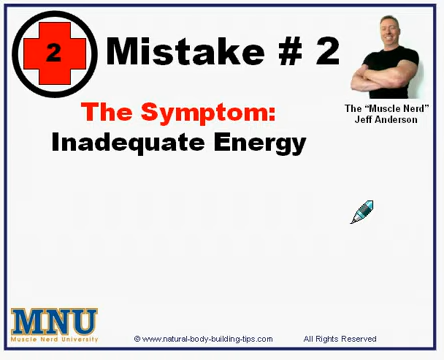 2
Mistake # 2
The "Muscle Nerd"
Jeff Anderson
The Symptom:
Inadequate Energy
MNU
Muscle Nerd University
© www.natural-body-building-tips.com All Rights Reserved